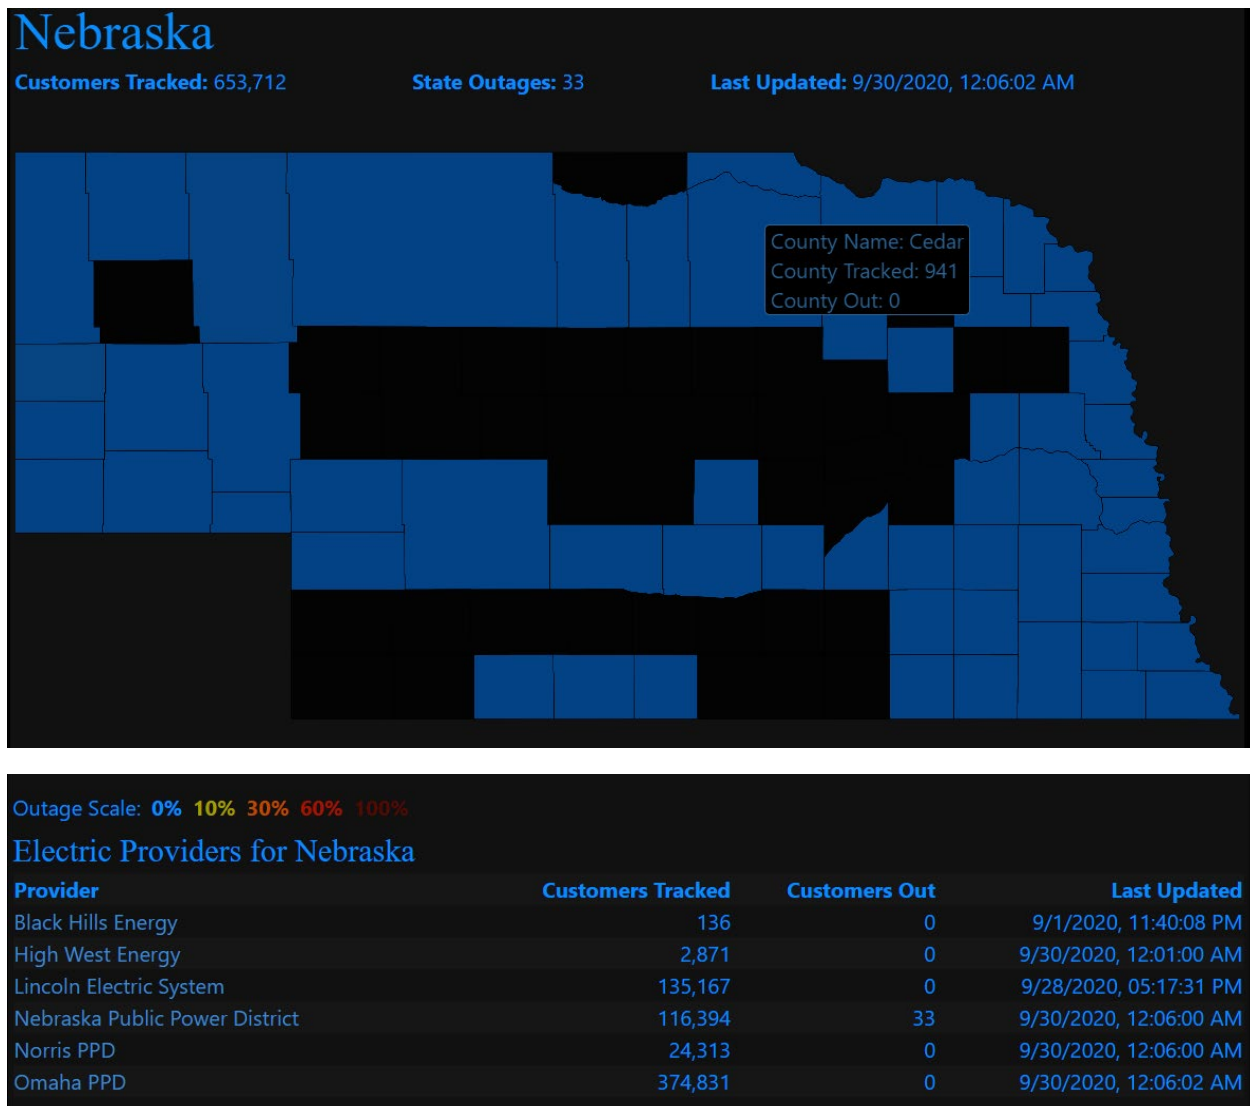 Nebraska
Customers Tracked: 653,712 State Outages: 33 Last Updated: 9/30/2020, 12:06:02 AM
County Name: Cedar
County Tracked: 941
County Out: 0
Outage Scale: 0% 10% 30% 60% 100%
Electric Providers for Nebraska
Provider Customers Tracked Customers Out Last Updated
Black Hills Energy 136 0 9/1/2020, 11:40:08 PM
High West Energy 2,871 0 9/30/2020, 12:01:00 AM
Lincoln Electric System 135,167 0 9/28/2020, 05:17:31 PM
Nebraska Public Power District 116,394 33 9/30/2020, 12:06:00 AM
Norris PPD 24,313 0 9/30/2020, 12:06:00 AM
Omaha PPD 374,831 0 9/30/2020, 12:06:02 AM